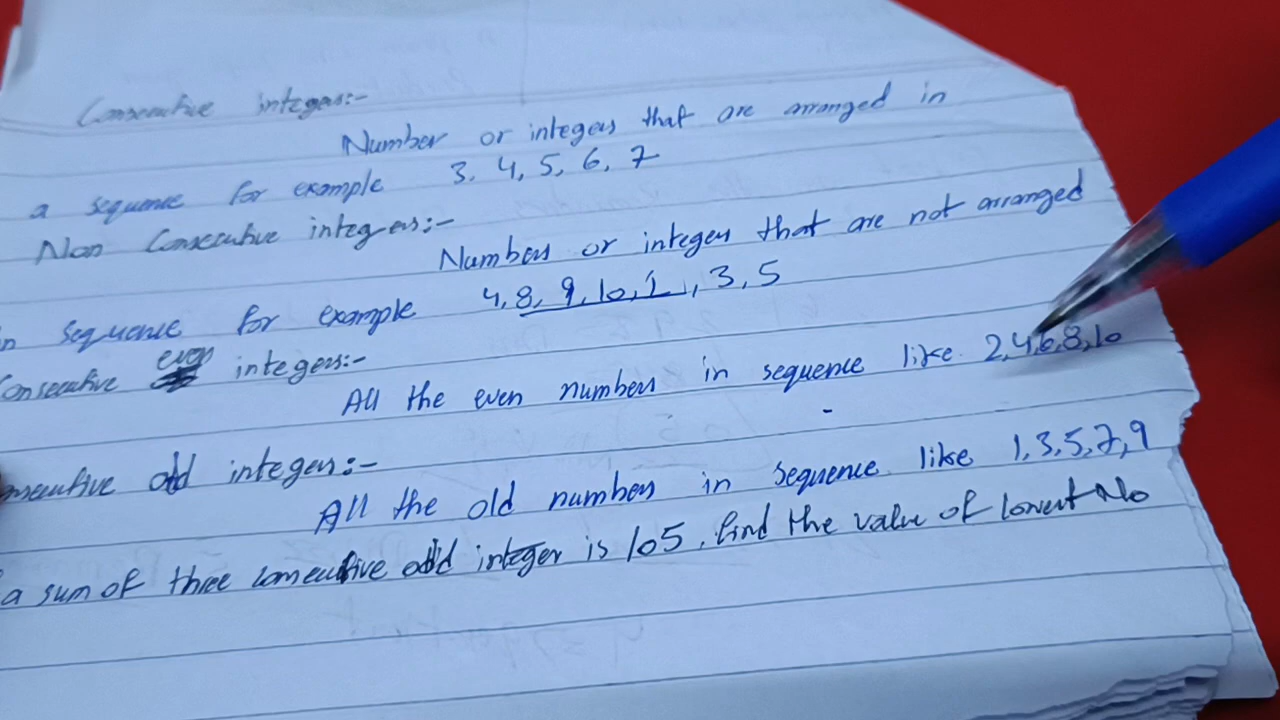 Consecutive integers:-
Number or integers that are arranged in
a sequence for example 3, 4, 5, 6, 7
Non Consecutive integers:-
Numbers or integers that are not arranged
in sequence for example 4, 8, 9, 10, 1, 3, 5
Consecutive even integers:-
All the even numbers in sequence like 2,4,6,8,10
nsecutive odd integers:-
All the old numbers in sequence like 1,3,5,7,9
a sum of three consecutive odd integer is 105, find the value of lowest No